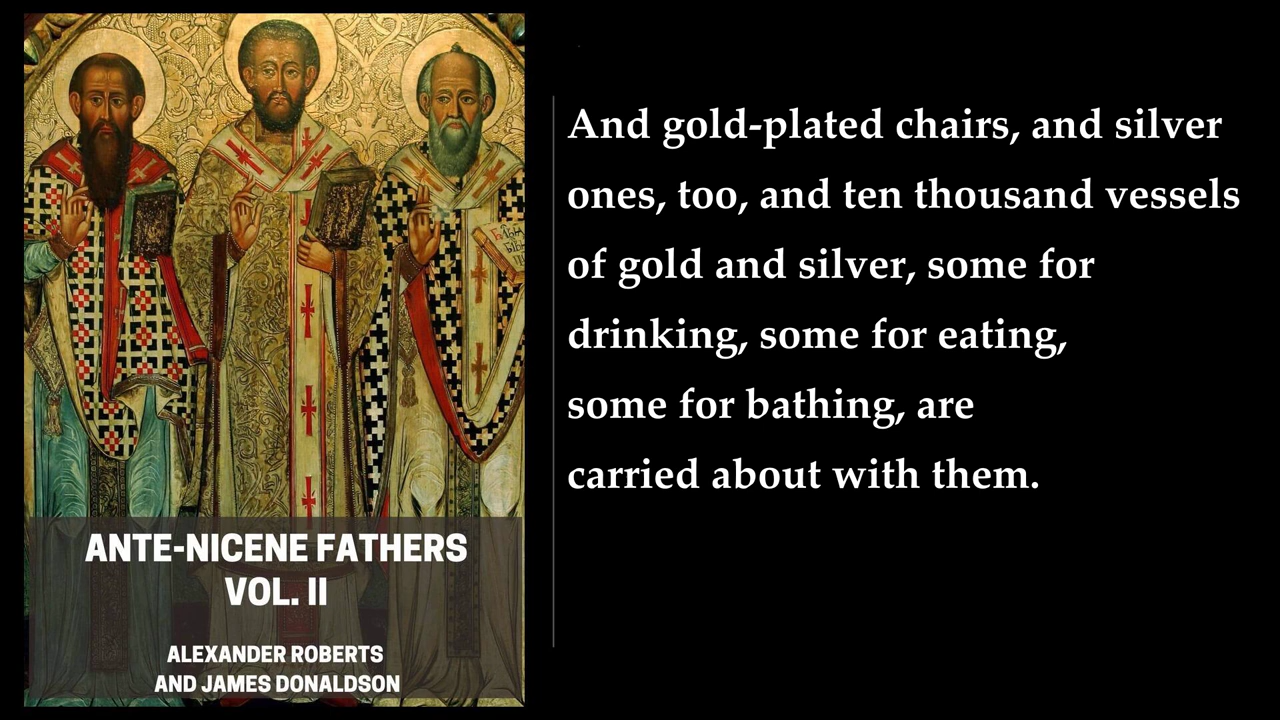 ANTE-NICENE FATHERS
VOL. II
ALEXANDER ROBERTS
AND JAMES DONALDSON
And gold-plated chairs, and silver
ones, too, and ten thousand vessels
of gold and silver, some for
drinking, some for eating,
some for bathing, are
carried about with them.